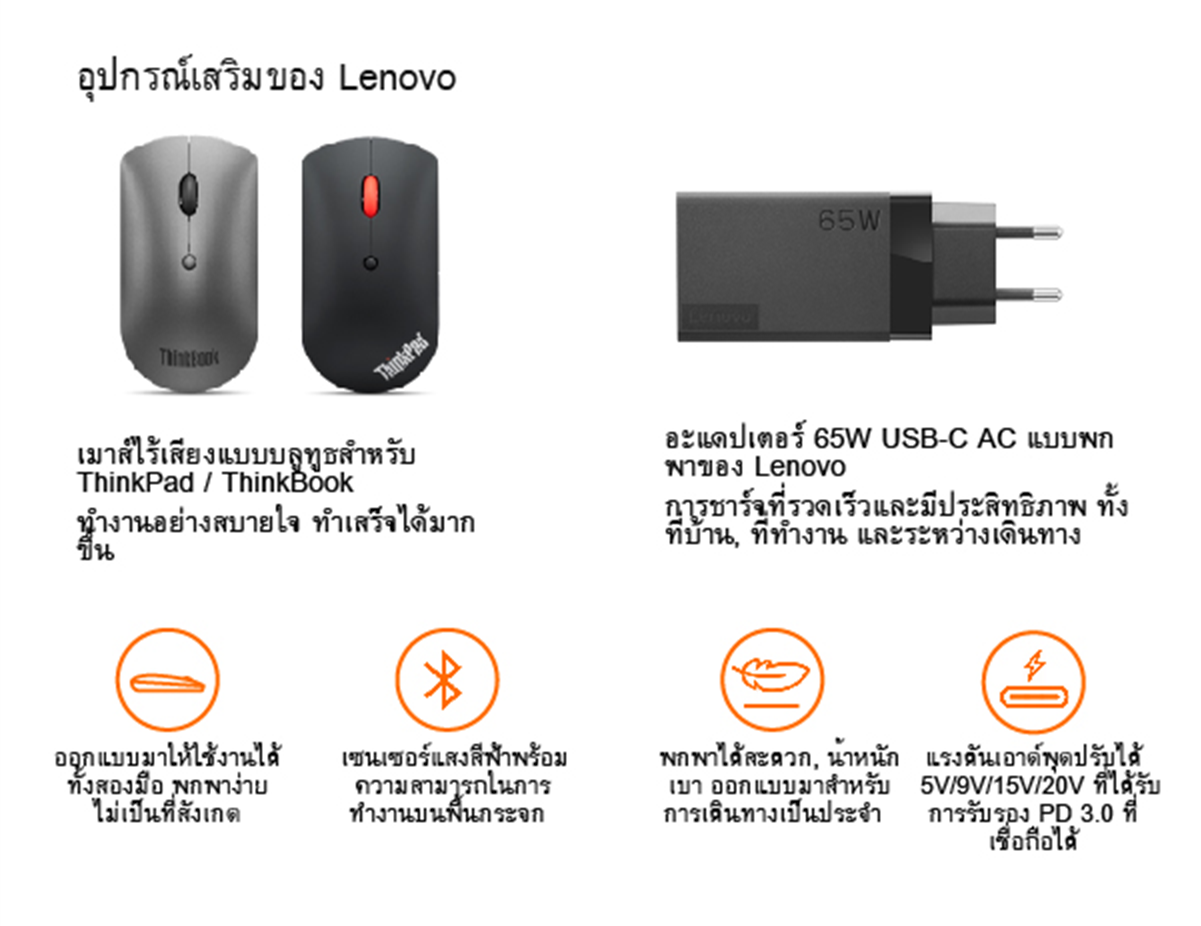 อุปกรณ์เสริมของ Lenovo
ThinkBook
ThinkPad
65W
Lenovo
เมาส์ไร้เสียงแบบบลูทูธสำหรับ
ThinkPad / ThinkBook
ทำงานอย่างสบายใจ ทำเสร็จได้มาก
ขึ้น
อะแดปเตอร์ 65W USB-C AC แบบพก
พาของ Lenovo
การชาร์จที่รวดเร็วและมีประสิทธิภาพ ทั้ง
ที่บ้าน, ที่ทำงาน และระหว่างเดินทาง
ออกแบบมาให้ใช้งานได้
ทั้งสองมือ พกพาง่าย
ไม่เป็นที่สังเกต
เซนเซอร์แสงสีฟ้าพร้อม
ความสามารถในการ
ทำงานบนพื้นกระจก
พกพาได้สะดวก, น้ำหนัก
เบา ออกแบบมาสำหรับ
การเดินทางเป็นประจำ
แรงดันเอาต์พุตปรับได้
5V/9V/15V/20V ที่ได้รับ
การรับรอง PD 3.0 ที่
เชื่อถือได้